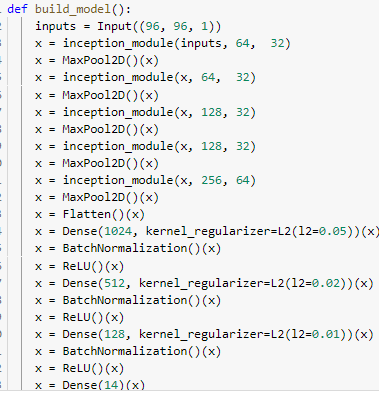 def build_model():
    inputs = Input((96, 96, 1))
    x = inception_module(inputs, 64,  32)
    x = MaxPool2D()(x)
    x = inception_module(x, 64,  32)
    x = MaxPool2D()(x)
    x = inception_module(x, 128, 32)
    x = MaxPool2D()(x)
    x = inception_module(x, 128, 32)
    x = MaxPool2D()(x)
    x = inception_module(x, 256, 64)
    x = MaxPool2D()(x)
    x = Flatten()(x)
    x = Dense(1024, kernel_regularizer=L2(l2=0.05))(x)
    x = BatchNormalization()(x)
    x = ReLU()(x)
    x = Dense(512, kernel_regularizer=L2(l2=0.02))(x)
    x = BatchNormalization()(x)
    x = ReLU()(x)
    x = Dense(128, kernel_regularizer=L2(l2=0.01))(x)
    x = BatchNormalization()(x)
    x = ReLU()(x)
    x = Dense(14)(x)